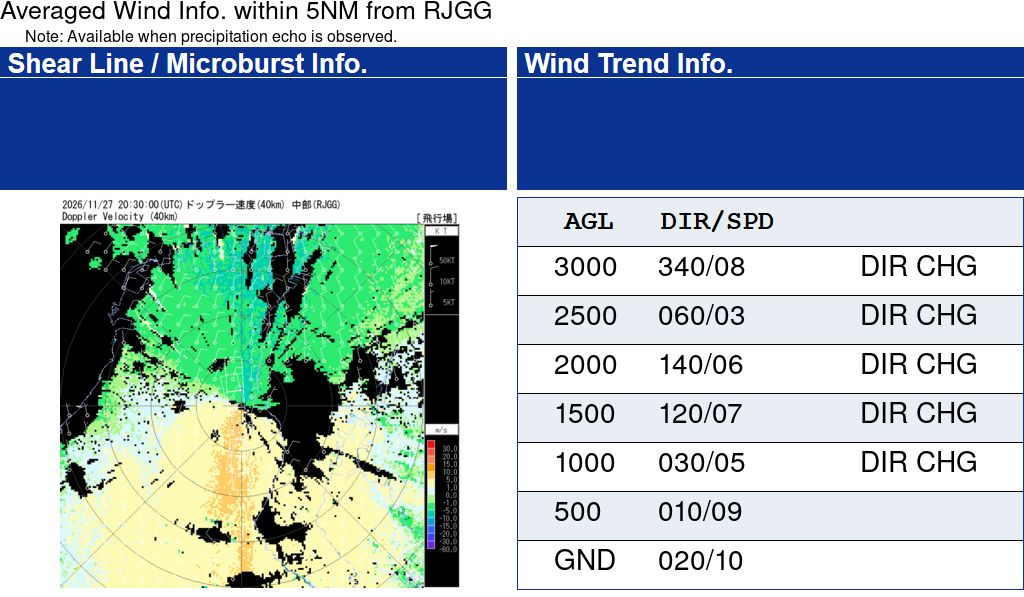 Averaged Wind Info. within 5NM from RJGG
Note: Available when precipitation echo is observed.
Shear Line / Microburst Info.
Wind Trend Info.
2026/11/27 20:30:00(UTC) ドップラー速度(40km) 中部(RJGG)
Doppler Velocity (40km)
[飛行場]
KT
50KT
10KT
5KT
m/s
30.0
20.0
15.0
10.0
5.0
1.0
0.0
-1.0
-5.0
-10.0
-15.0
-20.0
-30.0
-60.0
AGL DIR/SPD
3000 340/08 DIR CHG
2500 060/03 DIR CHG
2000 140/06 DIR CHG
1500 120/07 DIR CHG
1000 030/05 DIR CHG
500 010/09
GND 020/10